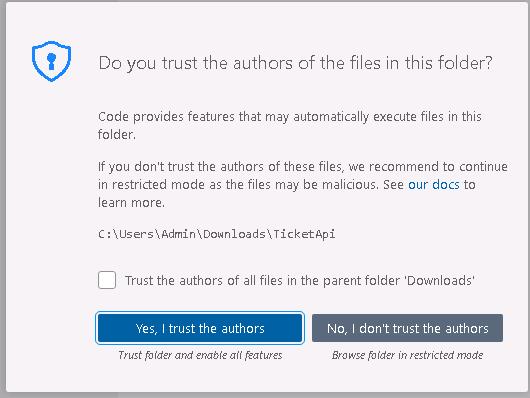 Do you trust the authors of the files in this folder?
Code provides features that may automatically execute files in this
folder.
If you don't trust the authors of these files, we recommend to continue
in restricted mode as the files may be malicious. See our docs to
learn more.
C:\Users\Admin\Downloads\TicketApi
Trust the authors of all files in the parent folder 'Downloads'
Yes, I trust the authors
No, I don't trust the authors
Trust folder and enable all features
Browse folder in restricted mode